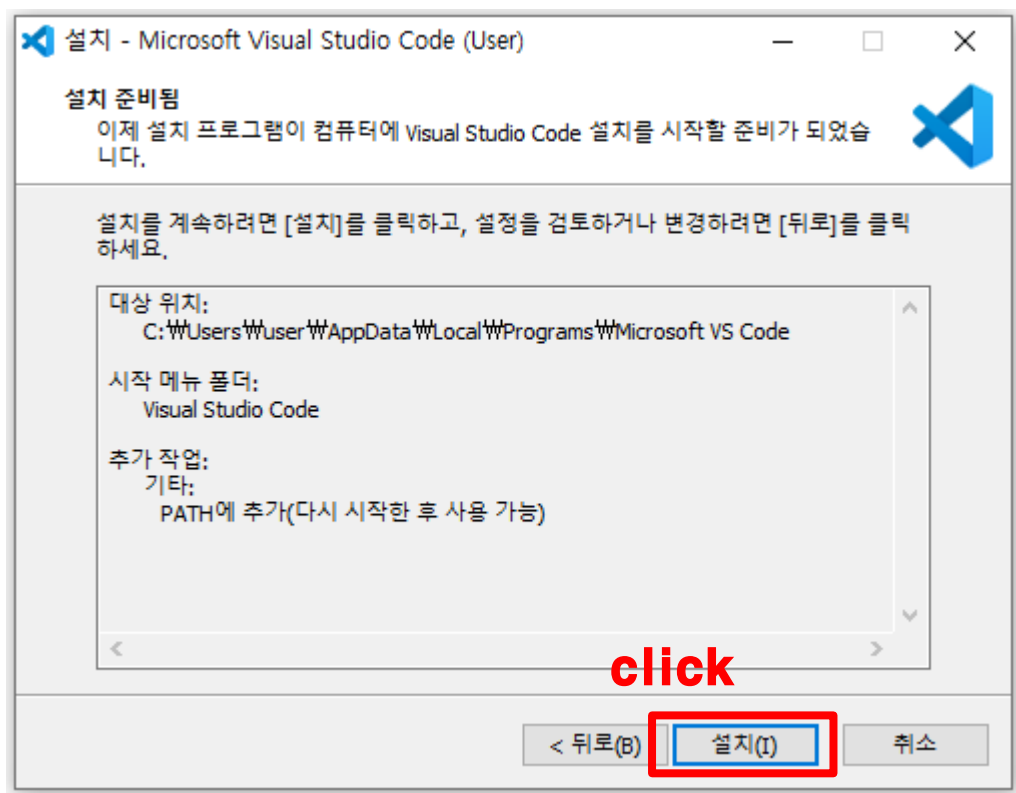 설치 - Microsoft Visual Studio Code (User)
설치 준비됨
이제 설치 프로그램이 컴퓨터에 Visual Studio Code 설치를 시작할 준비가 되었습
니다.
설치를 계속하려면 [설치]를 클릭하고, 설정을 검토하거나 변경하려면 [뒤로]를 클릭
하세요.
대상 위치:
C:₩Users₩user₩AppData₩Local₩Programs₩Microsoft VS Code
시작 메뉴 폴더:
Visual Studio Code
추가 작업:
기타:
PATH에 추가(다시 시작한 후 사용 가능)
click
< 뒤로(B) 설치(I) 취소